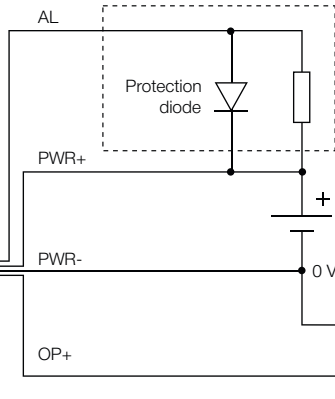 AL
Protection
diode
PWR+
+
PWR-
0 V
OP+